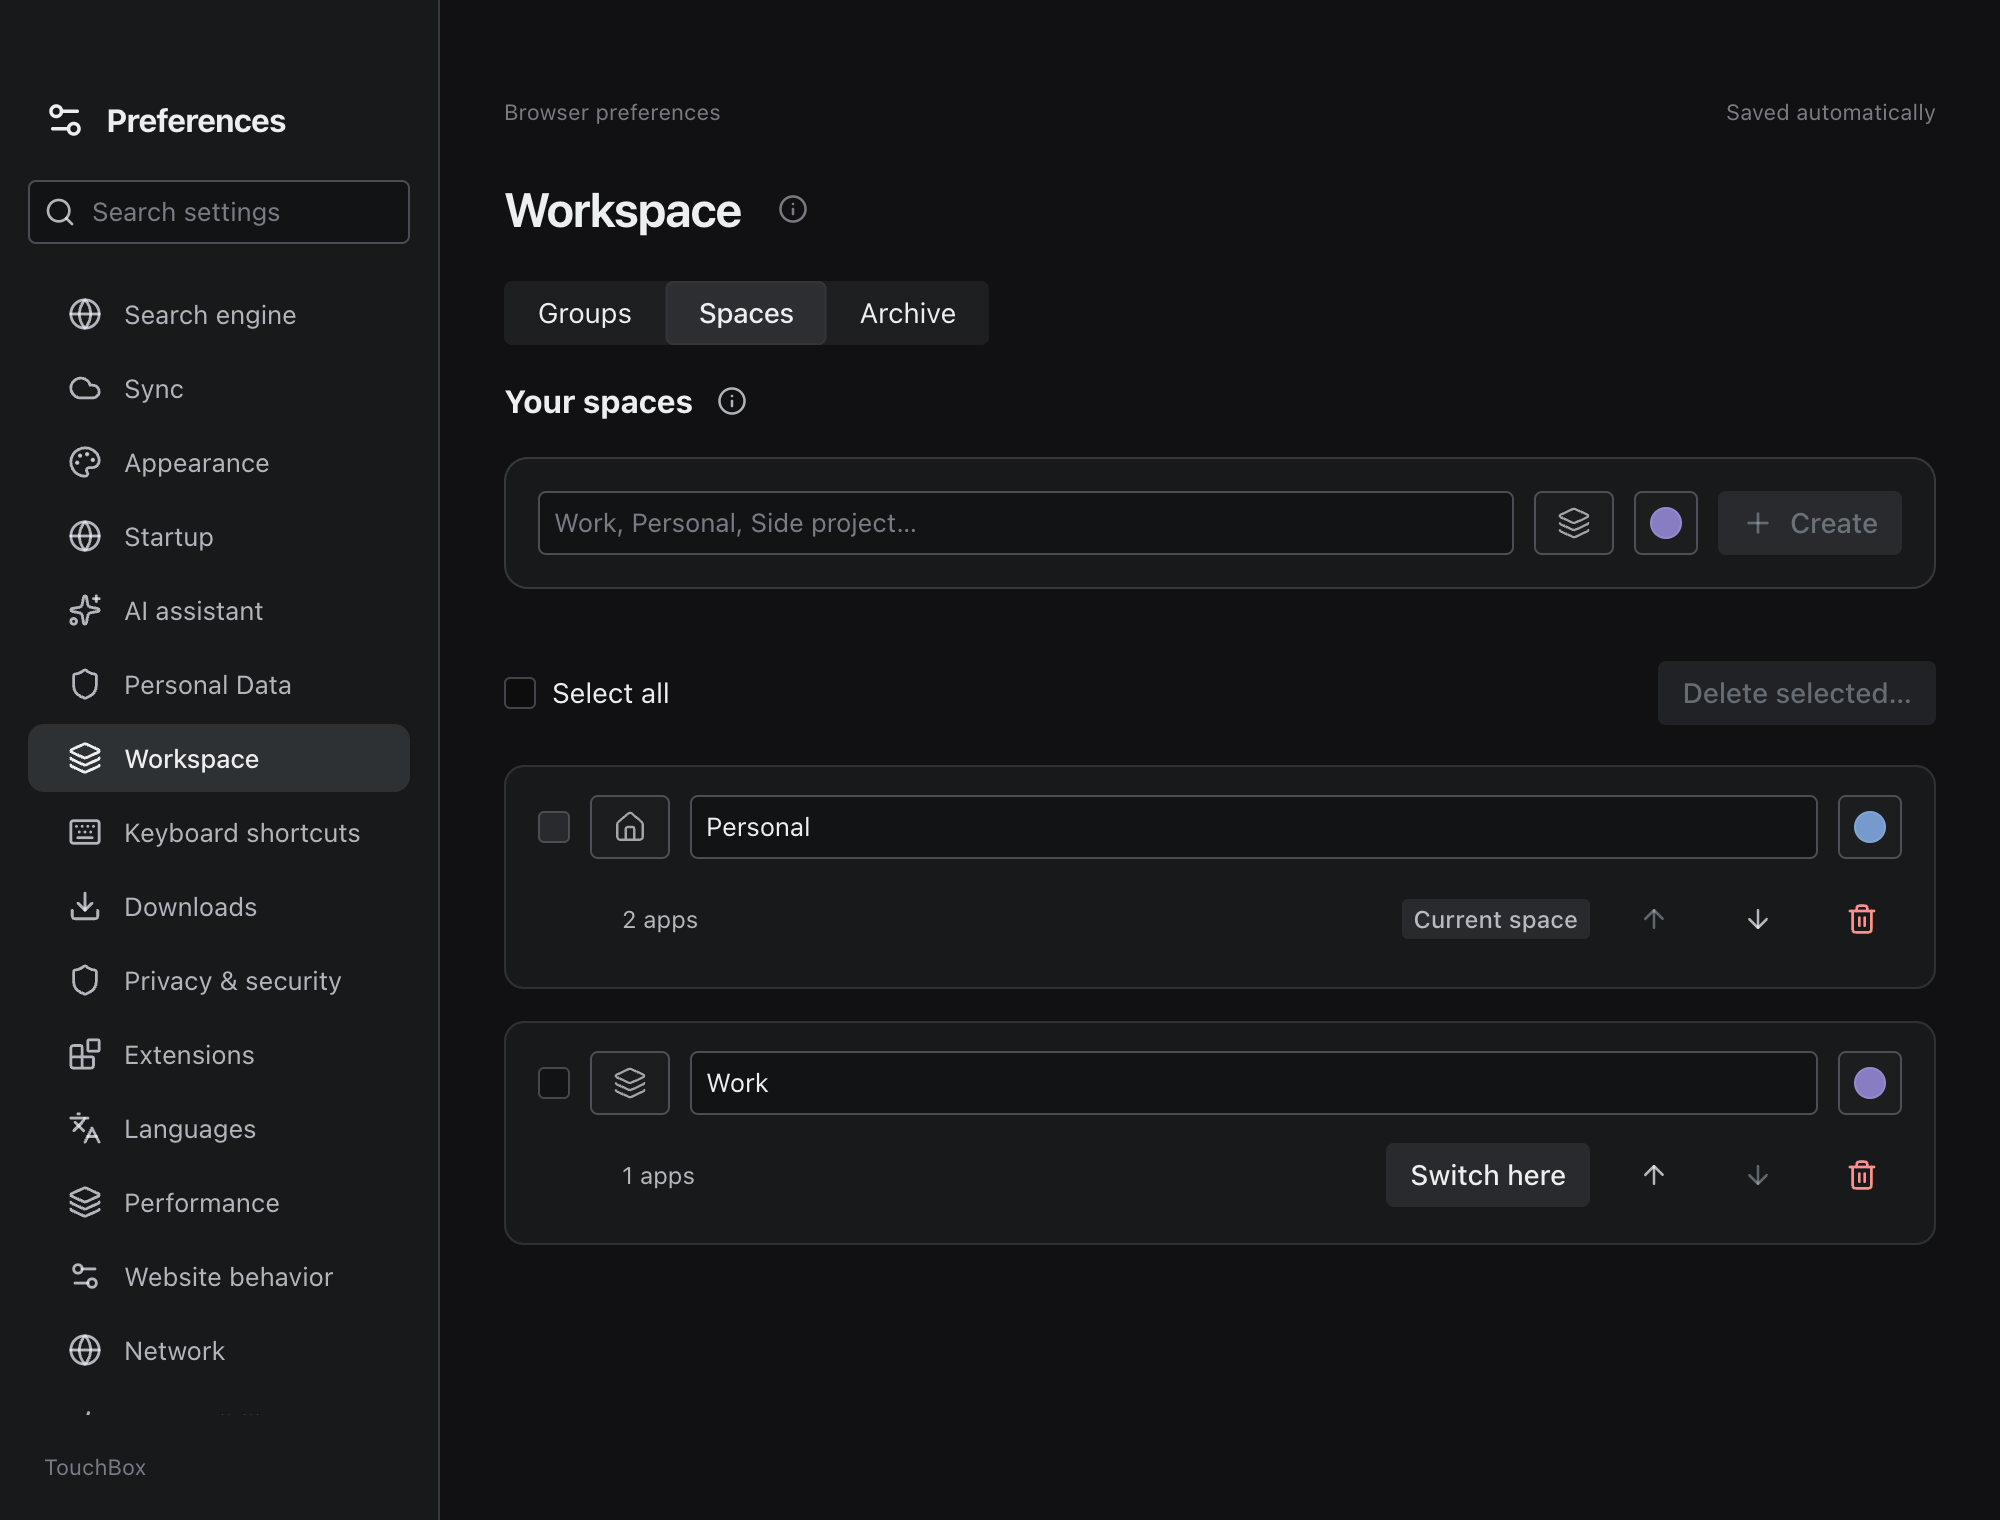 Preferences
Search settings
Search engine
Sync
Appearance
Startup
AI assistant
Personal Data
Workspace
Keyboard shortcuts
Downloads
Privacy & security
Extensions
Languages
Performance
Website behavior
Network
TouchBox
Browser preferences
Saved automatically
Workspace
Groups
Spaces
Archive
Your spaces
Work, Personal, Side project...
Create
Select all
Delete selected...
Personal
2 apps
Current space
Work
1 apps
Switch here